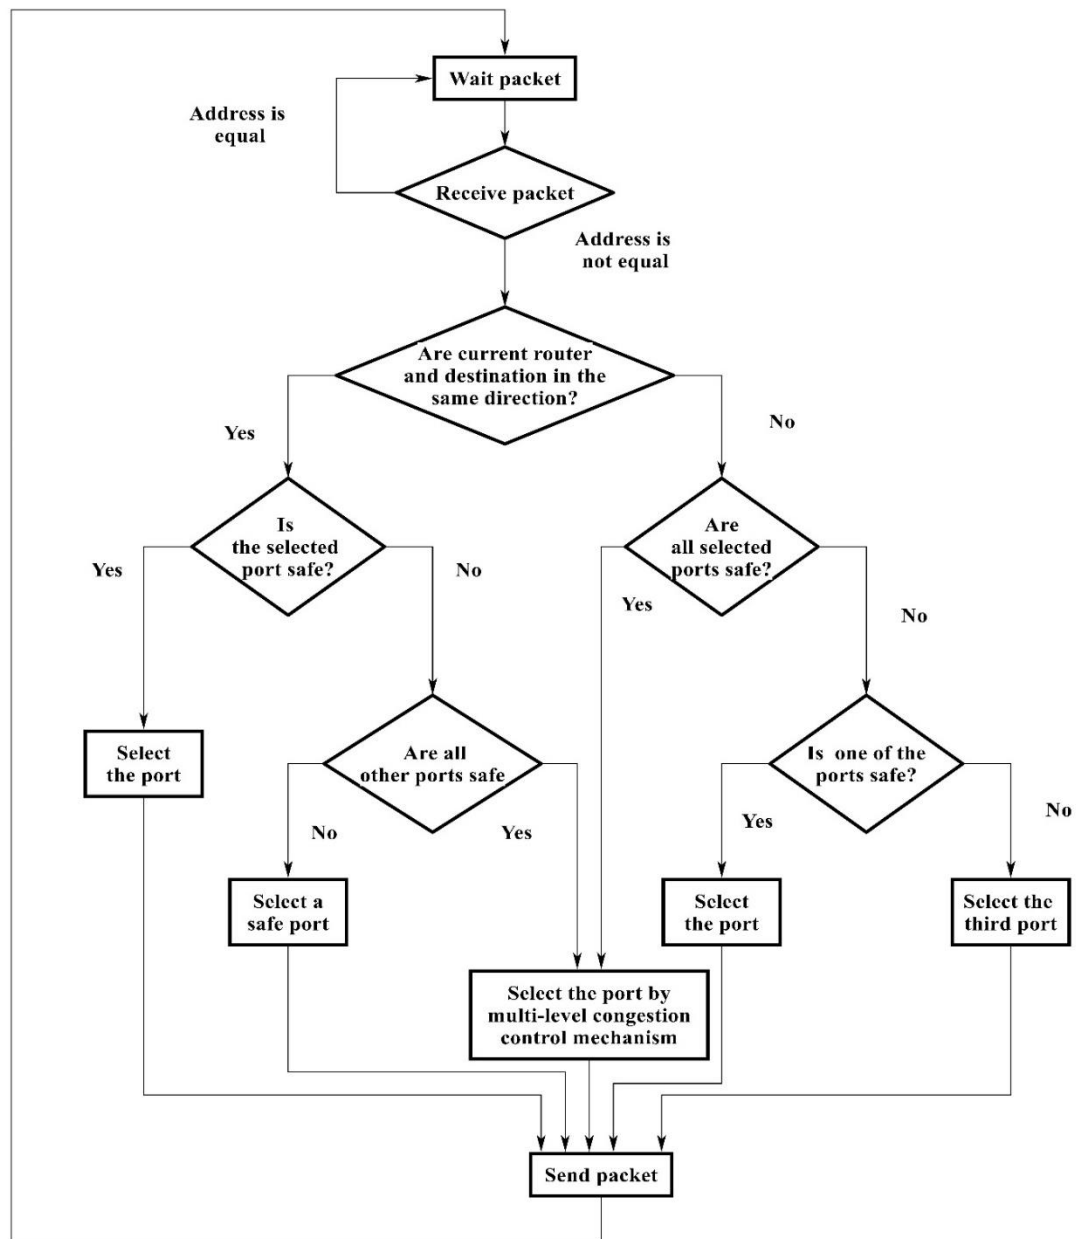 Wait packet
Address is
equal
Receive packet
Address is
not equal
Are current router
and destination in the
same direction?
Yes
No
Is
the selected
port safe?
Are
all selected
ports safe?
Yes
No
Yes
No
Select
the port
Are all
other ports safe
Is one of the
ports safe?
No
Yes
Yes
No
Select a
safe port
Select
the port
Select the
third port
Select the port by
multi-level congestion
control mechanism
Send packet